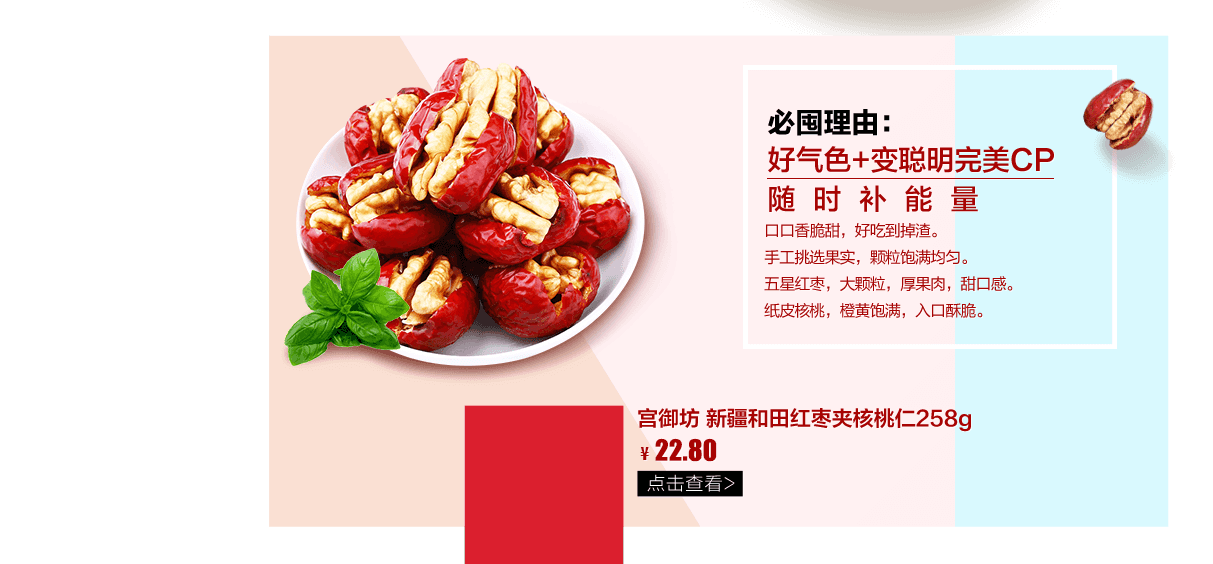 必囤理由：
好气色+变聪明完美CP
随时补能量
口口香脆甜，好吃到掉渣。
手工挑选果实，颗粒饱满均匀。
五星红枣，大颗粒，厚果肉，甜口感。
纸皮核桃，橙黄饱满，入口酥脆。
宫御坊 新疆和田红枣夹核桃仁258g
¥ 22.80
点击查看>